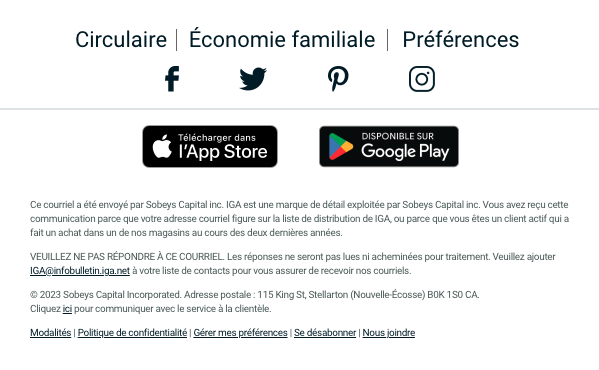 Circulaire | Économie familiale | Préférences
Télécharger dans
l'App Store
DISPONIBLE SUR
Google Play
Ce courriel a été envoyé par Sobeys Capital inc. IGA est une marque de détail exploitée par Sobeys Capital inc. Vous avez reçu cette
communication parce que votre adresse courriel figure sur la liste de distribution de IGA, ou parce que vous êtes un client actif qui a
fait un achat dans un de nos magasins au cours des deux dernières années.
VEUILLEZ NE PAS RÉPONDRE À CE COURRIEL. Les réponses ne seront pas lues ni acheminées pour traitement. Veuillez ajouter
IGA@infobulletin.iga.net à votre liste de contacts pour vous assurer de recevoir nos courriels.
© 2023 Sobeys Capital Incorporated. Adresse postale : 115 King St, Stellarton (Nouvelle-Écosse) B0K 1S0 CA.
Cliquez ici pour communiquer avec le service à la clientèle.
Modalités | Politique de confidentialité | Gérer mes préférences | Se désabonner | Nous joindre